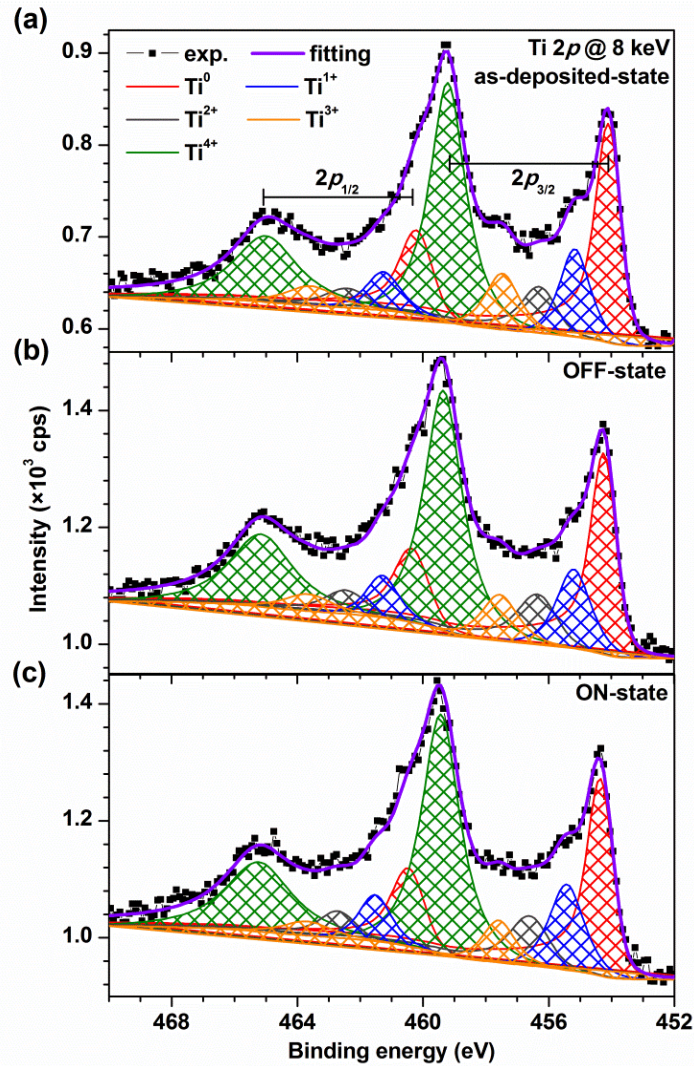 (a)
Ti 2p @ 8 keV
as-deposited-state
exp.
fitting
Ti⁰
Ti¹⁺
Ti²⁺
Ti³⁺
Ti⁴⁺
2p₁/₂
2p₃/₂
0.9
0.8
0.7
0.6
(b)
OFF-state
1.4
1.2
1.0
Intensity (×10³ cps)
(c)
ON-state
1.4
1.2
1.0
468 464 460 456 452
Binding energy (eV)